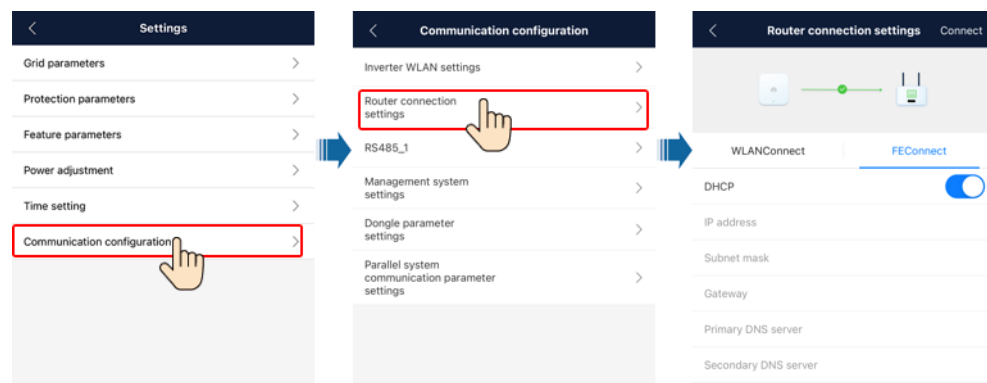 Settings
Grid parameters
Protection parameters
Feature parameters
Power adjustment
Time setting
Communication configuration
Communication configuration
Inverter WLAN settings
Router connection
settings
RS485_1
Management system
settings
Dongle parameter
settings
Parallel system
communication parameter
settings
Router connection settings Connect
WLANConnect FEConnect
DHCP
IP address
Subnet mask
Gateway
Primary DNS server
Secondary DNS server